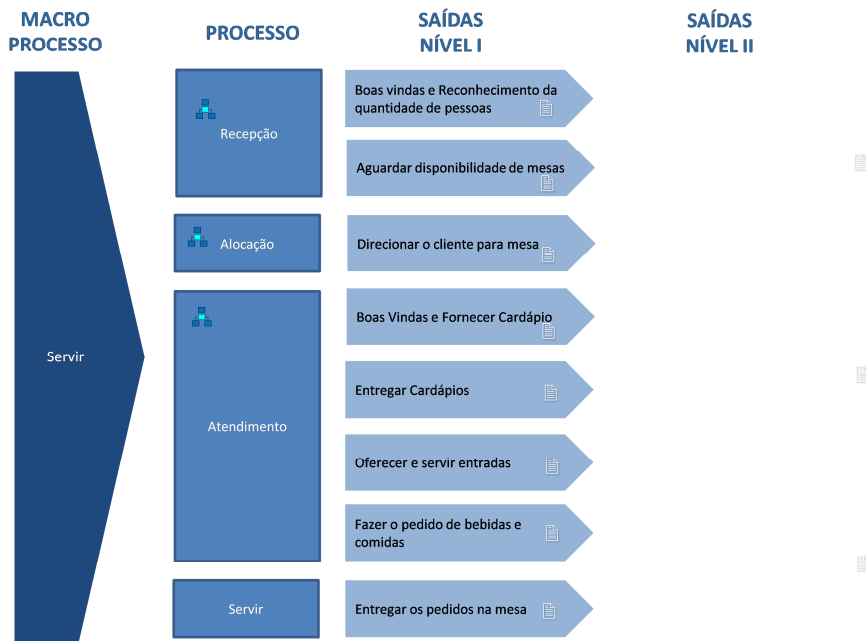 MACRO
PROCESSO
PROCESSO
SAÍDAS
NÍVEL I
SAÍDAS
NÍVEL II
Servir
Recepção
Boas vindas e Reconhecimento da
quantidade de pessoas
Aguardar disponibilidade de mesas
Alocação
Direcionar o cliente para mesa
Atendimento
Boas Vindas e Fornecer Cardápio
Entregar Cardápios
Oferecer e servir entradas
Fazer o pedido de bebidas e
comidas
Servir
Entregar os pedidos na mesa